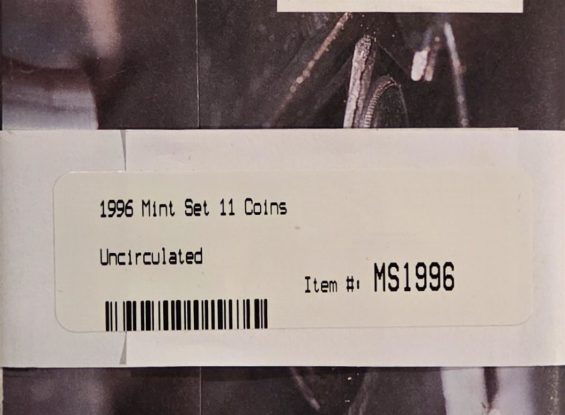 1996 Mint Set 11 Coins
Uncirculated
Item #: MS1996